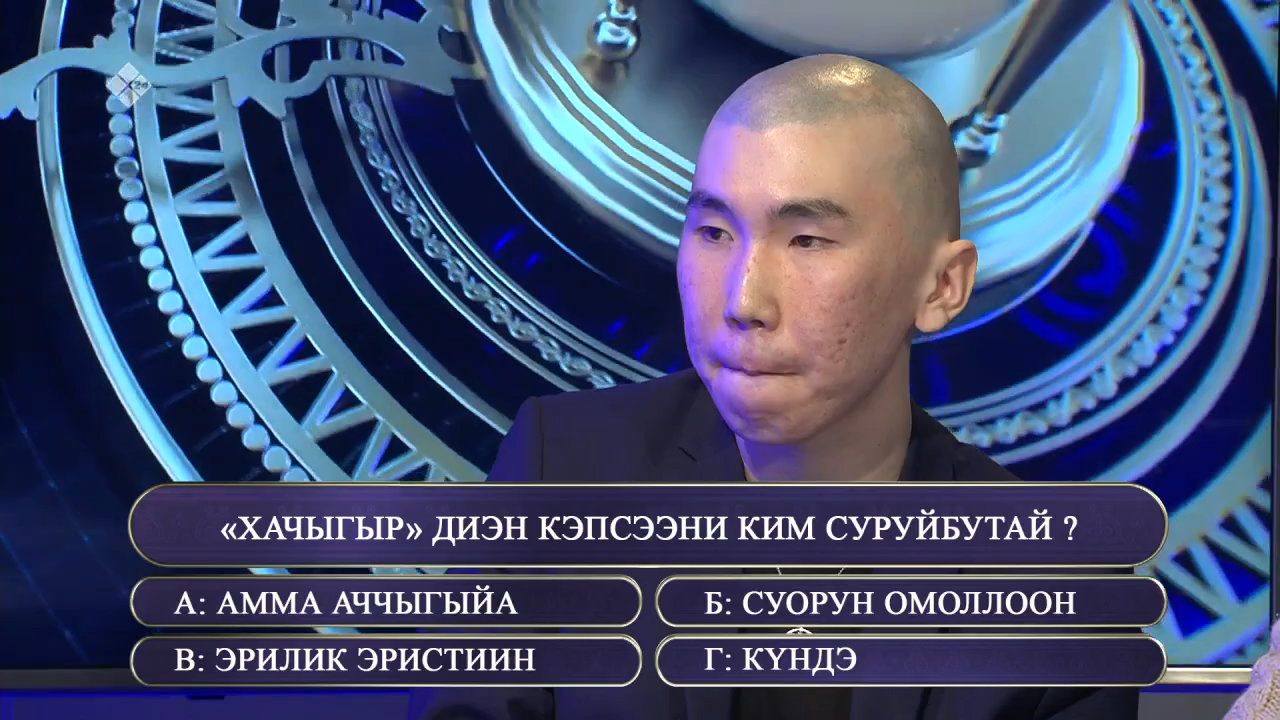 «ХАЧЫГЫР» ДИЭН КЭПСЭЭНИ КИМ СУРУЙБУТАЙ ?
А: АММА АЧЧЫГЫЙА
Б: СУОРУН ОМОЛЛООН
В: ЭРИЛИК ЭРИСТИИН
Г: КҮНДЭ